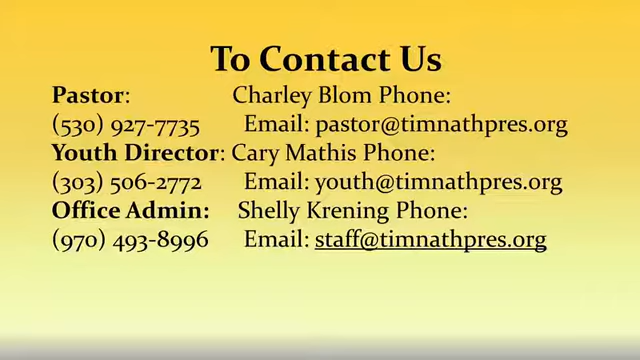 To Contact Us
Pastor: Charley Blom Phone:
(530) 927-7735 Email: pastor@timnathpres.org
Youth Director: Cary Mathis Phone:
(303) 506-2772 Email: youth@timnathpres.org
Office Admin: Shelly Krening Phone:
(970) 493-8996 Email: staff@timnathpres.org